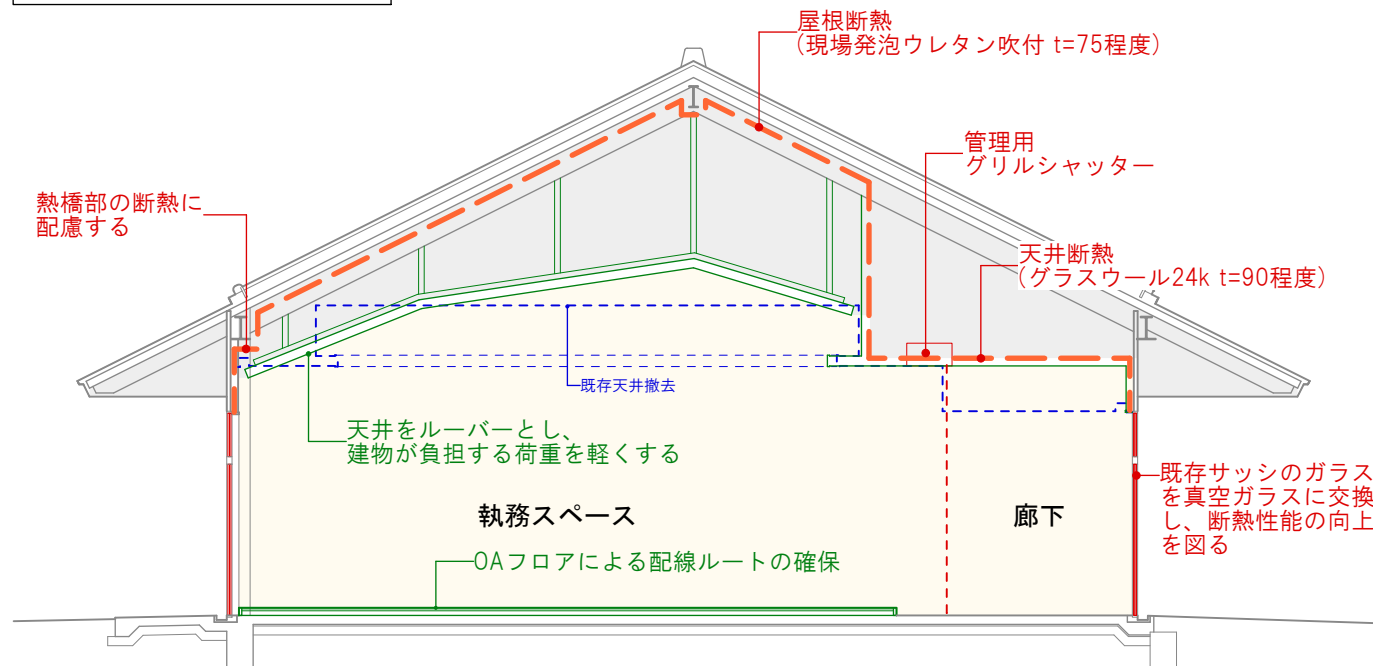 屋根断熱
(現場発泡ウレタン吹付 t=75程度)
管理用
グリルシャッター
熱橋部の断熱に
配慮する
天井断熱
(グラスウール24k t=90程度)
既存天井撤去
天井をルーバーとし、
建物が負担する荷重を軽くする
既存サッシのガラス
を真空ガラスに交換
し、断熱性能の向上
を図る
執務スペース
廊下
OAフロアによる配線ルートの確保